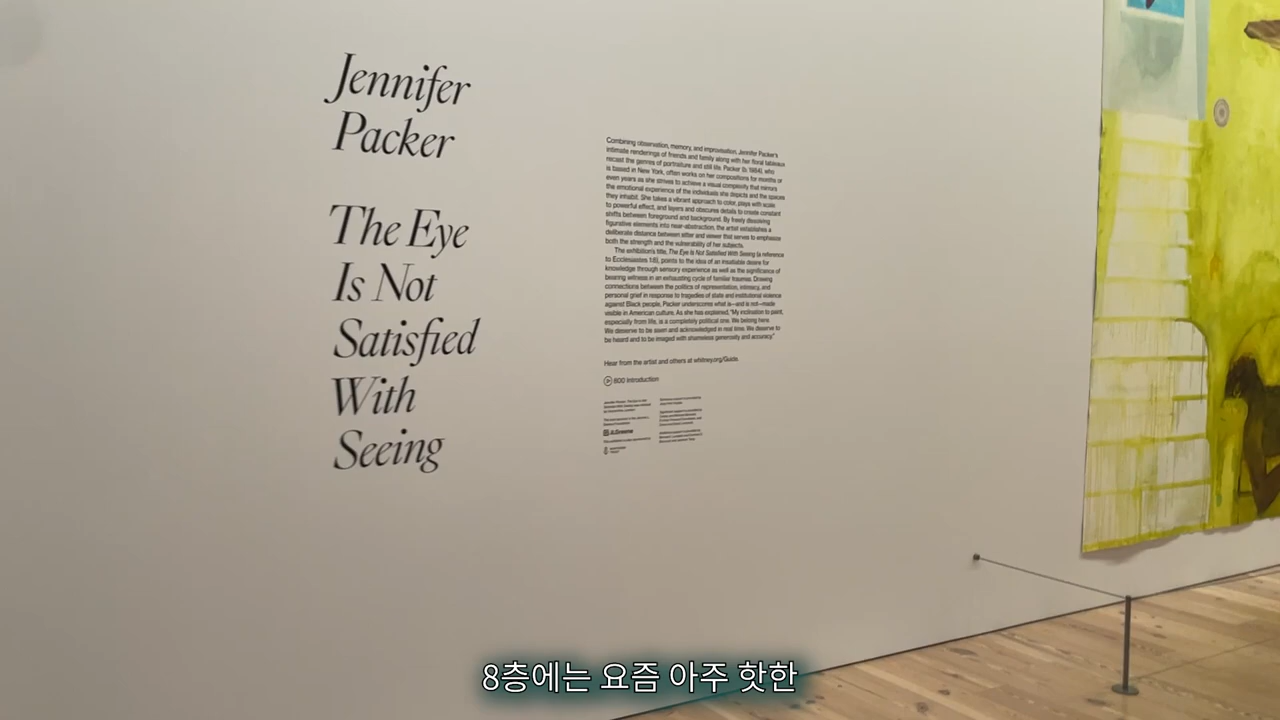 Jennifer
Packer
The Eye
Is Not
Satisfied
With
Seeing
Combining observation, memory, and improvisation, Jennifer Packer's
intimate renderings of friends and family along with her floral tableaux
recast the genres of portraiture and still life. Packer (b. 1984), who
is based in New York, often works on her compositions for months or
even years as she strives to achieve a visual complexity that mirrors
the emotional experience of the individuals she depicts and the spaces
they inhabit. She takes a vibrant approach to color, plays with scale
to powerful effect, and layers and obscures details to create constant
shifts between foreground and background. By freely dissolving
figurative elements into near-abstraction, the artist establishes a
deliberate distance between sitter and viewer that serves to emphasize
both the strength and the vulnerability of her subjects.
The exhibition's title, The Eye Is Not Satisfied With Seeing (a reference
to Ecclesiastes 1:8), points to the idea of an insatiable desire for
knowledge through sensory experience as well as the significance of
bearing witness in an exhausting cycle of familiar traumas. Drawing
connections between the politics of representation, intimacy, and
personal grief in response to tragedies of state and institutional violence
against Black people, Packer underscores what is—and is not—made
visible in American culture. As she has explained, "My inclination to paint,
especially from life, is a completely political one. We belong here.
We deserve to be seen and acknowledged in real time. We deserve to
be heard and to be imaged with shameless generosity and accuracy."
Hear from the artist and others at whitney.org/Guide.
800 Introduction
8층에는 요즘 아주 핫한